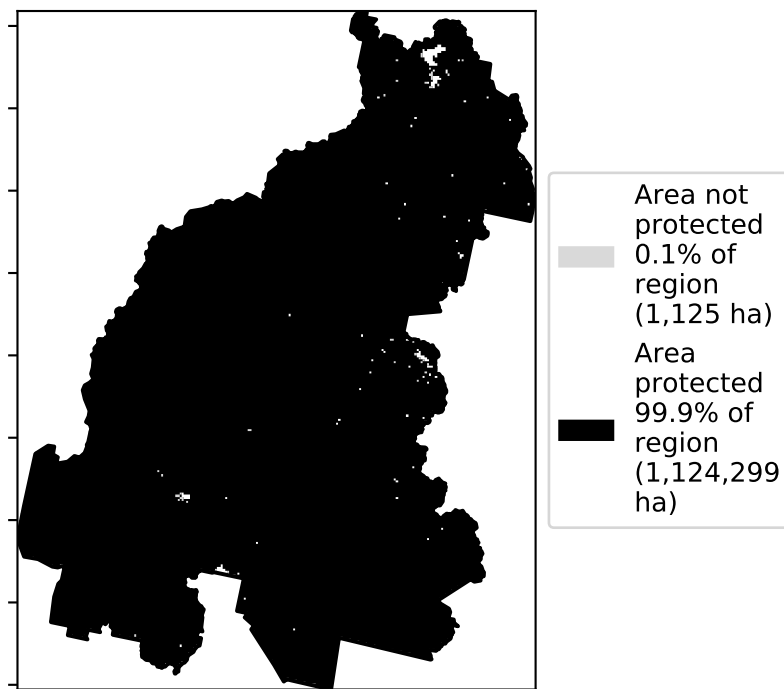 Area not
protected
0.1% of
region
(1,125 ha)
Area
protected
99.9% of
region
(1,124,299
ha)